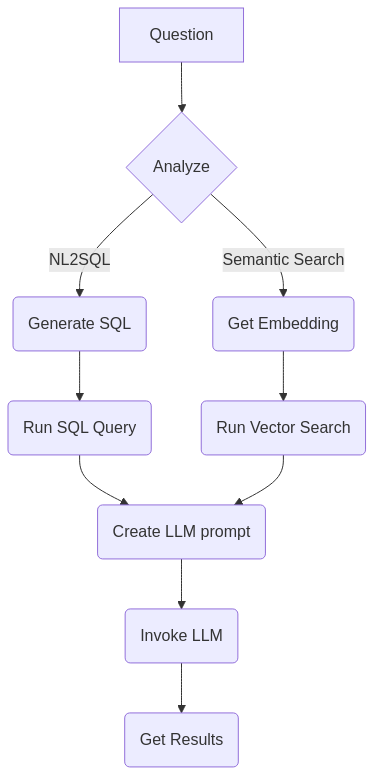 Question
Analyze
NL2SQL
Semantic Search
Generate SQL
Get Embedding
Run SQL Query
Run Vector Search
Create LLM prompt
Invoke LLM
Get Results